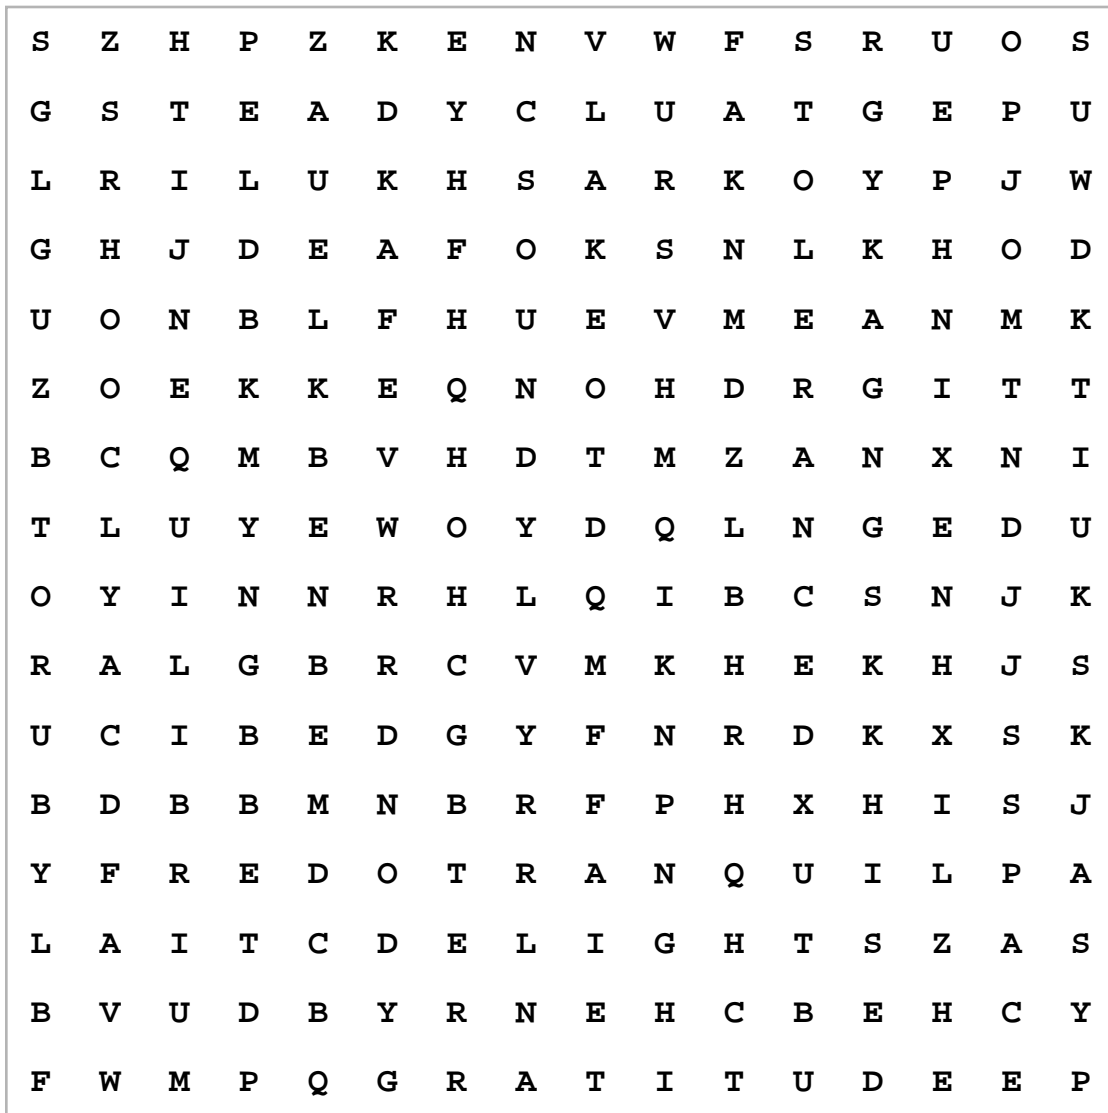 S Z H P Z K E N V W F S R U O S
G S T E A D Y C L U A T G E P U
L R I L U K H S A R K O Y P J W
G H J D E A F O K S N L K H O D
U O N B L F H U E V M E A N M K
Z O E K K E Q N O H D R G I T T
B C Q M B V H D T M Z A N X N I
T L U Y E W O Y D Q L N G E D U
O Y I N N R H L Q I B C S N J K
R A L G B R C V M K H E K H J S
U C I B E D G Y F N R D K X S K
B D B B M N B R F P H X H I S J
Y F R E D O T R A N Q U I L P A
L A I T C D E L I G H T S Z A S
B V U D B Y R N E H C B E H C Y
F W M P Q G R A T I T U D E E P